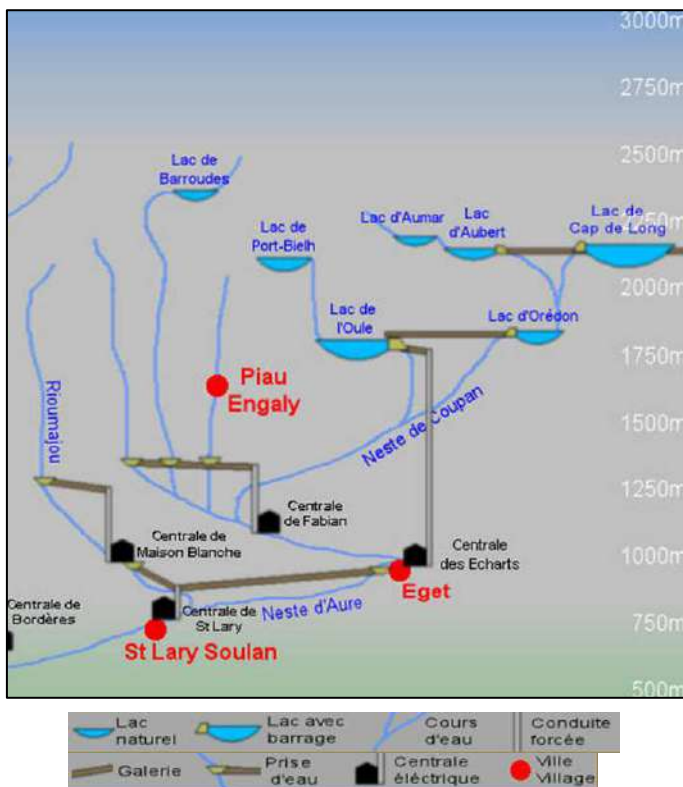 3000m
2750m
2500m
Lac de
Barroudes
2250m
Lac de
Port-Bielh
Lac d'Aumar
Lac
d'Aubert
Lac de
Cap de Long
2000m
Lac de
l'Oule
Lac d'Orédon
1750m
Piau
Engaly
Rioumajou
Neste de Coupan
1500m
1250m
Centrale
de Fabian
Centrale de
Maison Blanche
Centrale
des Echarts
1000m
Eget
Centrale de
Bordères
Centrale de
St Lary
Neste d'Aure
750m
St Lary Soulan
500m
Lac
naturel
Lac avec
barrage
Cours
d'eau
Conduite
forcée
Galerie
Prise
d'eau
Centrale
éléctrique
Ville
Village